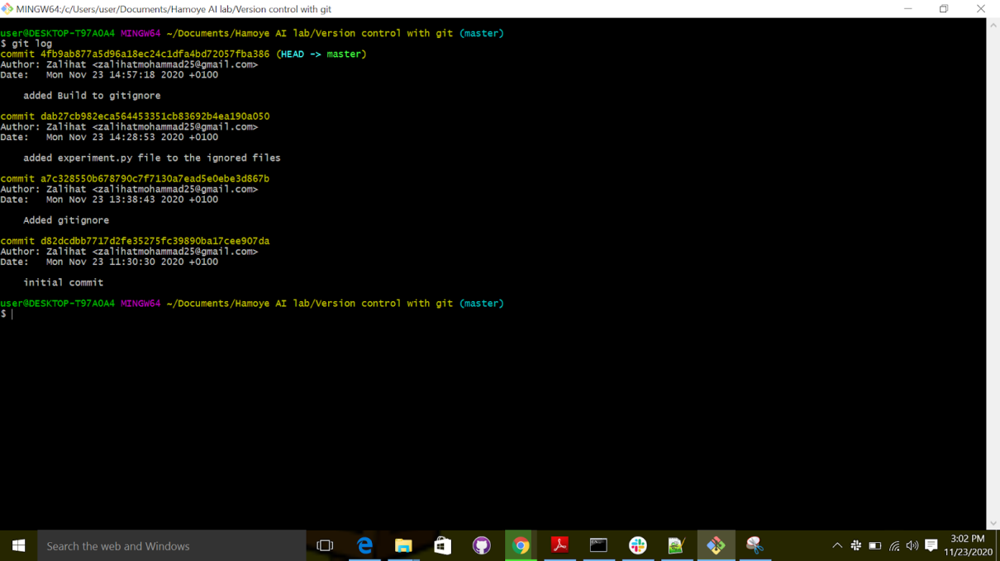 MINGW64:/c/Users/user/Documents/Hamoye AI lab/Version control with git
user@DESKTOP-T97A0A4 MINGW64 ~/Documents/Hamoye AI lab/Version control with git (master)
$ git log
commit 4fb9ab877a5d96a18ec24c1dfa4bd72057fba386 (HEAD -> master)
Author: Zalihat <zalihatmohammad25@gmail.com>
Date:   Mon Nov 23 14:57:18 2020 +0100
added Build to gitignore
commit dab27cb982eca564453351cb83692b4ea190a050
Author: Zalihat <zalihatmohammad25@gmail.com>
Date:   Mon Nov 23 14:28:53 2020 +0100
added experiment.py file to the ignored files
commit a7c328550b678790c7f7130a7ead5e0ebe3d867b
Author: Zalihat <zalihatmohammad25@gmail.com>
Date:   Mon Nov 23 13:38:43 2020 +0100
Added gitignore
commit d82dcdbb7717d2fe35275fc39890ba17cee907da
Author: Zalihat <zalihatmohammad25@gmail.com>
Date:   Mon Nov 23 11:30:30 2020 +0100
initial commit
user@DESKTOP-T97A0A4 MINGW64 ~/Documents/Hamoye AI lab/Version control with git (master)
$
Search the web and Windows
3:02 PM
11/23/2020